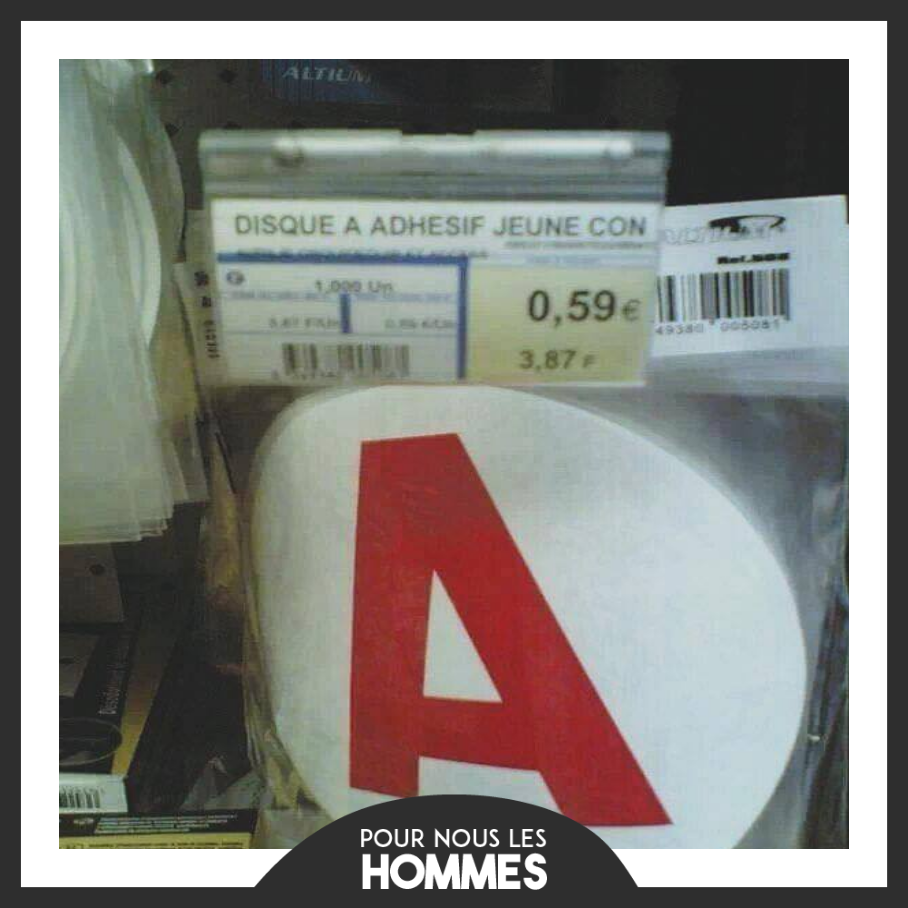 ALTIUM
DISQUE A ADHESIF JEUNE CON
1,000 Un
0,59 €
3,87 F
Ref.508
49380 005081
A
POUR NOUS LES
HOMMES